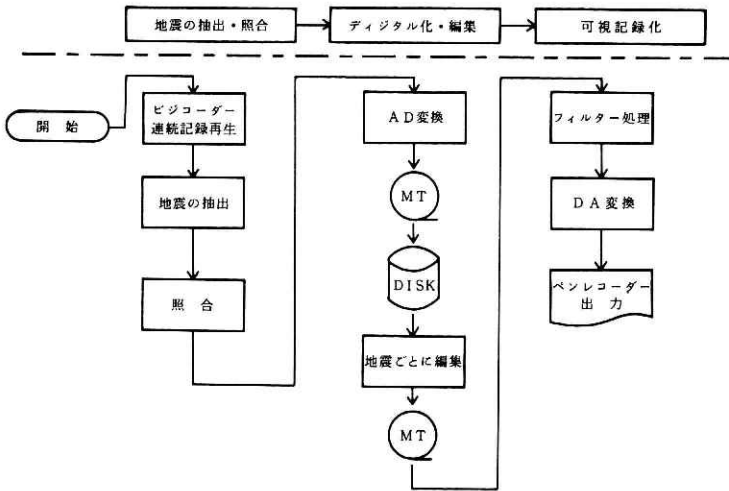 地震の抽出・照合
ディジタル化・編集
可視記録化
開 始
ビジコーダー
連続記録再生
地震の抽出
照 合
AD変換
MT
DISK
地震ごとに編集
MT
フィルター処理
DA変換
ペンレコーダー
出 力